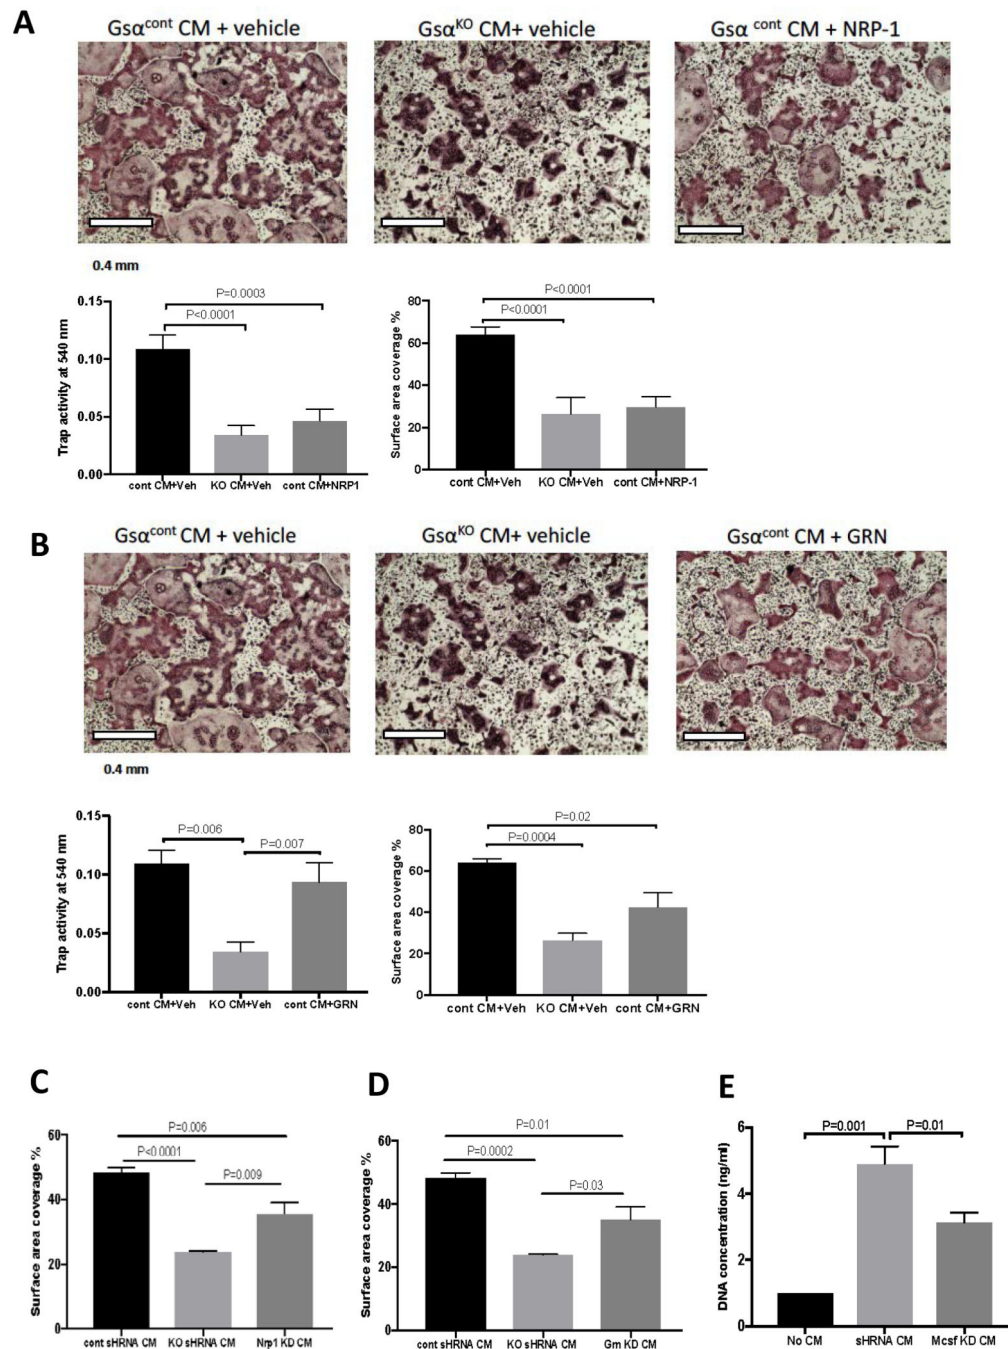 A
Gsα^cont CM + vehicle
Gsα^KO CM+ vehicle
Gsα ^cont CM + NRP-1
0.4 mm
P=0.0003
P<0.0001
Trap activity at 540 nm
0.15
0.10
0.05
0.00
cont CM+Veh KO CM+Veh cont CM+NRP1
P<0.0001
P<0.0001
Surface area coverage %
80
60
40
20
0
cont CM+Veh KO CM+Veh cont CM+NRP-1
B
Gsα^cont CM + vehicle
Gsα^KO CM+ vehicle
Gsα^cont CM + GRN
0.4 mm
P=0.006
P=0.007
Trap activity at 540 nm
0.15
0.10
0.05
0.00
cont CM+Veh KO CM+Veh cont CM+GRN
P=0.02
P=0.0004
Surface area coverage %
80
60
40
20
0
cont CM+Veh KO CM+Veh cont CM+GRN
C
P=0.006
P<0.0001
P=0.009
Surface area coverage %
60
40
20
0
cont sHRNA CM KO sHRNA CM Nrp1 KD CM
D
P=0.01
P=0.0002
P=0.03
Surface area coverage %
60
40
20
0
cont sHRNA CM KO sHRNA CM Grn KD CM
E
P=0.001
P=0.01
DNA concentration (ng/ml)
6
4
2
0
No CM sHRNA CM Mcsf KD CM